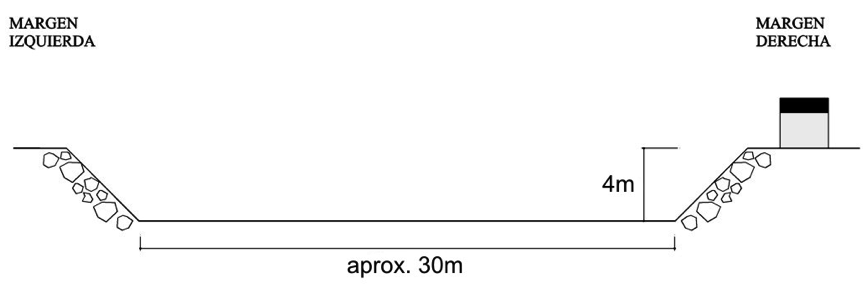 MARGEN
IZQUIERDA
MARGEN
DERECHA
4m
aprox. 30m